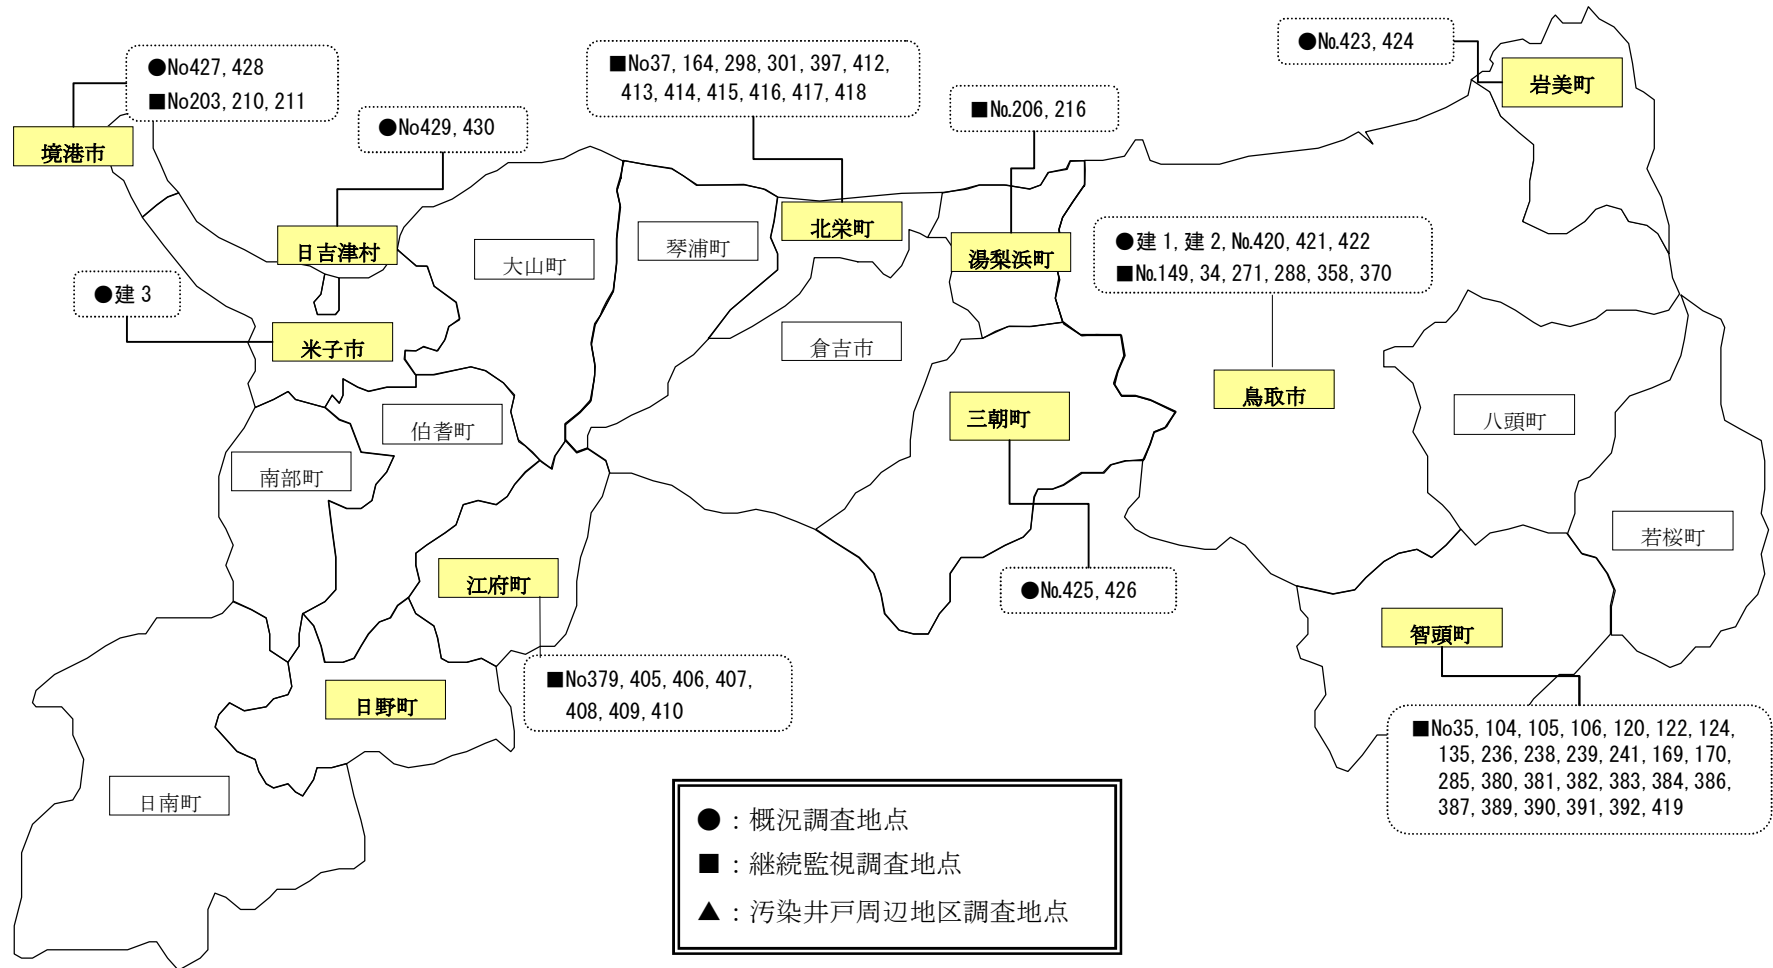 ●No427, 428
■No203, 210, 211
境港市
●No429, 430
日吉津村
●建 3
米子市
■No37, 164, 298, 301, 397, 412,
413, 414, 415, 416, 417, 418
北栄町
■No.206, 216
湯梨浜町
●No.423, 424
岩美町
●建 1, 建 2, No.420, 421, 422
■No.149, 34, 271, 288, 358, 370
鳥取市
大山町
琴浦町
倉吉市
三朝町
●No.425, 426
八頭町
若桜町
伯耆町
南部町
江府町
■No379, 405, 406, 407,
408, 409, 410
日野町
日南町
智頭町
■No35, 104, 105, 106, 120, 122, 124,
135, 236, 238, 239, 241, 169, 170,
285, 380, 381, 382, 383, 384, 386,
387, 389, 390, 391, 392, 419
●：概況調査地点
■：継続監視調査地点
▲：汚染井戸周辺地区調査地点